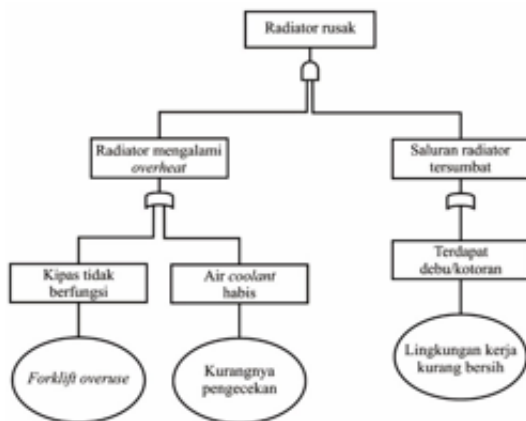 Radiator rusak
Radiator mengalami
overheat
Saluran radiator
tersumbat
Kipas tidak
berfungsi
Air coolant
habis
Terdapat
debu/kotoran
Forklift overuse
Kurangnya
pengecekan
Lingkungan kerja
kurang bersih